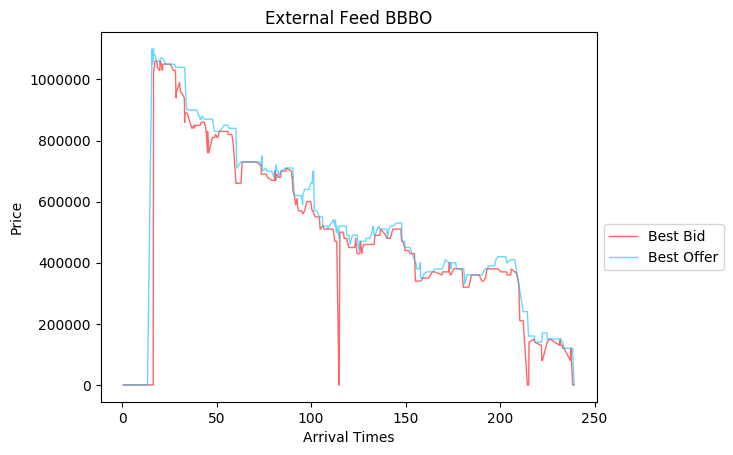 External Feed BBBO
Price
1000000
800000
600000
400000
200000
0
0
50
100
150
200
250
Arrival Times
Best Bid
Best Offer